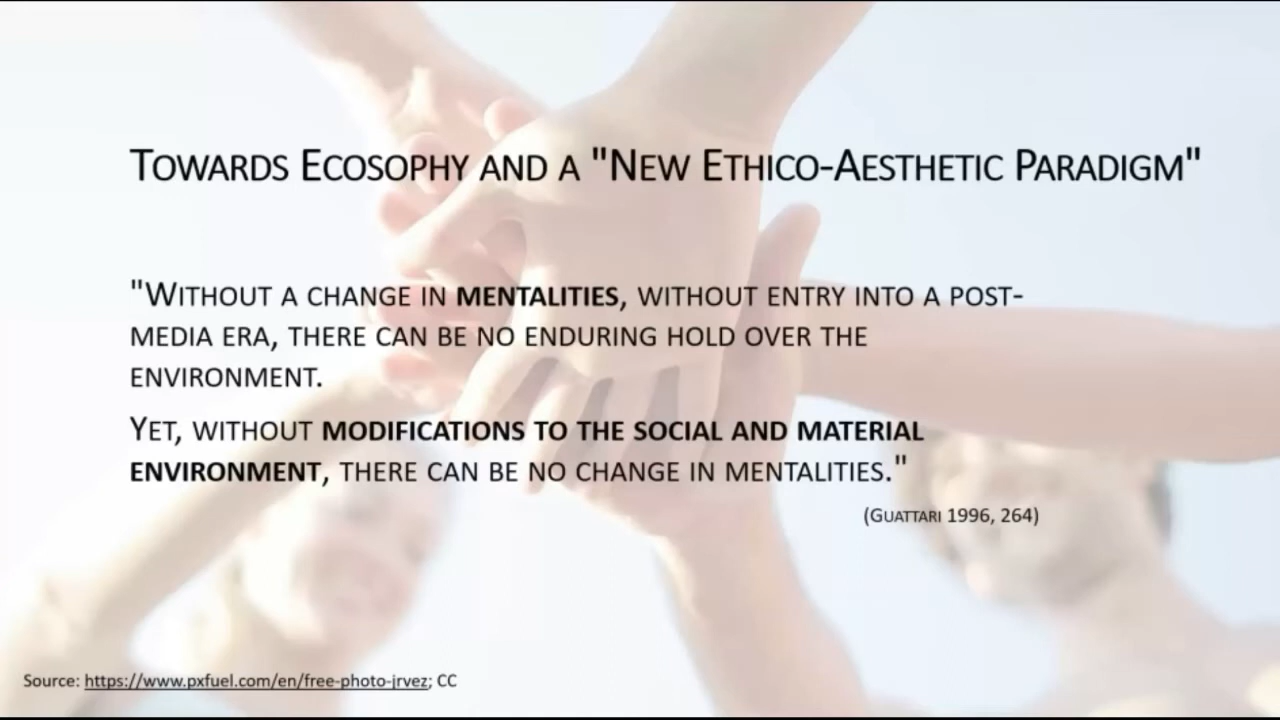 Towards Ecosophy and a "New Ethico-Aesthetic Paradigm"
"Without a change in mentalities, without entry into a post-
media era, there can be no enduring hold over the
environment.
Yet, without modifications to the social and material
environment, there can be no change in mentalities."
(Guattari 1996, 264)
Source: https://www.pxfuel.com/en/free-photo-jrvez; CC